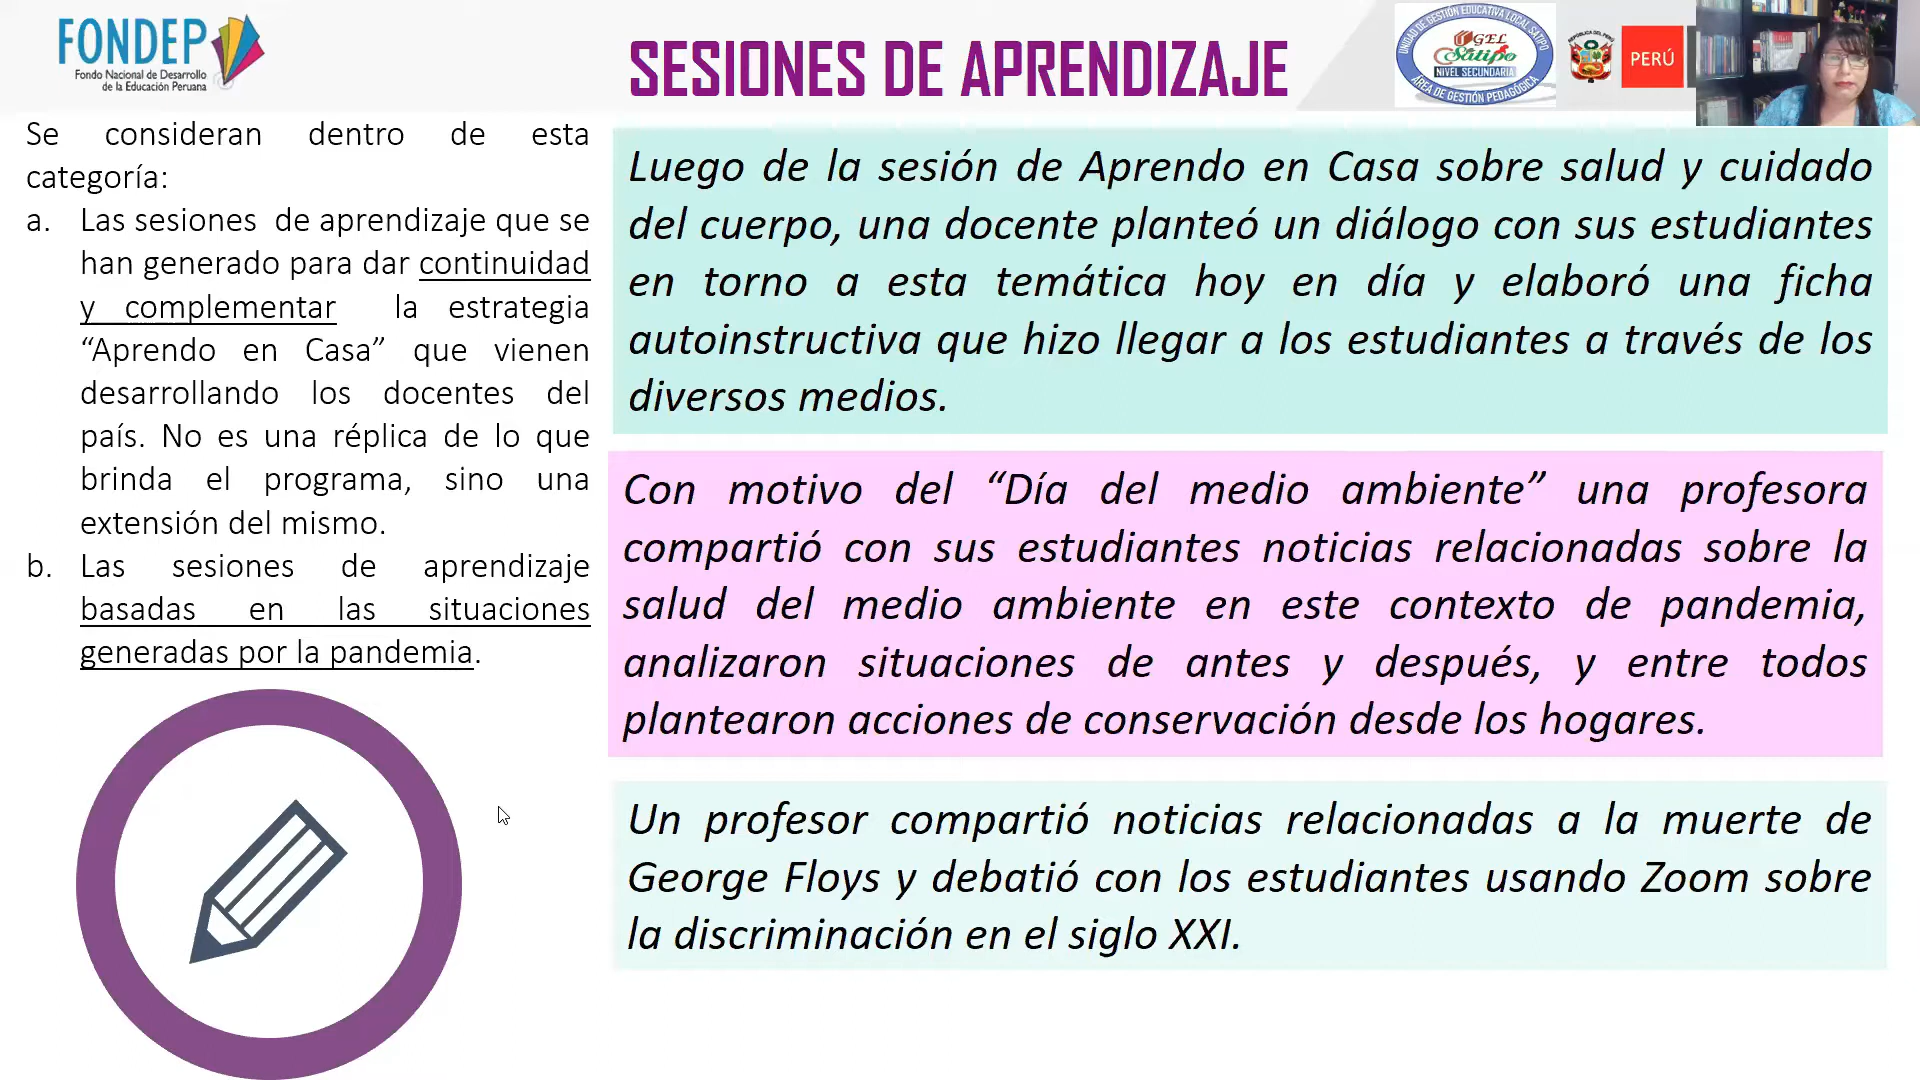 FONDEP
Fondo Nacional de Desarrollo
de la Educación Peruana
SESIONES DE APRENDIZAJE
UNIDAD DE GESTIÓN EDUCATIVA LOCAL SATIPO
UGEL
Satipo
NIVEL SECUNDARIA
ÁREA DE GESTIÓN PEDAGÓGICA
REPÚBLICA DEL PERÚ
PERÚ
Se consideran dentro de esta
categoría:
a. Las sesiones de aprendizaje que se
han generado para dar continuidad
y complementar la estrategia
“Aprendo en Casa” que vienen
desarrollando los docentes del
país. No es una réplica de lo que
brinda el programa, sino una
extensión del mismo.
b. Las sesiones de aprendizaje
basadas en las situaciones
generadas por la pandemia.
Luego de la sesión de Aprendo en Casa sobre salud y cuidado
del cuerpo, una docente planteó un diálogo con sus estudiantes
en torno a esta temática hoy en día y elaboró una ficha
autoinstructiva que hizo llegar a los estudiantes a través de los
diversos medios.
Con motivo del “Día del medio ambiente” una profesora
compartió con sus estudiantes noticias relacionadas sobre la
salud del medio ambiente en este contexto de pandemia,
analizaron situaciones de antes y después, y entre todos
plantearon acciones de conservación desde los hogares.
Un profesor compartió noticias relacionadas a la muerte de
George Floys y debatió con los estudiantes usando Zoom sobre
la discriminación en el siglo XXI.